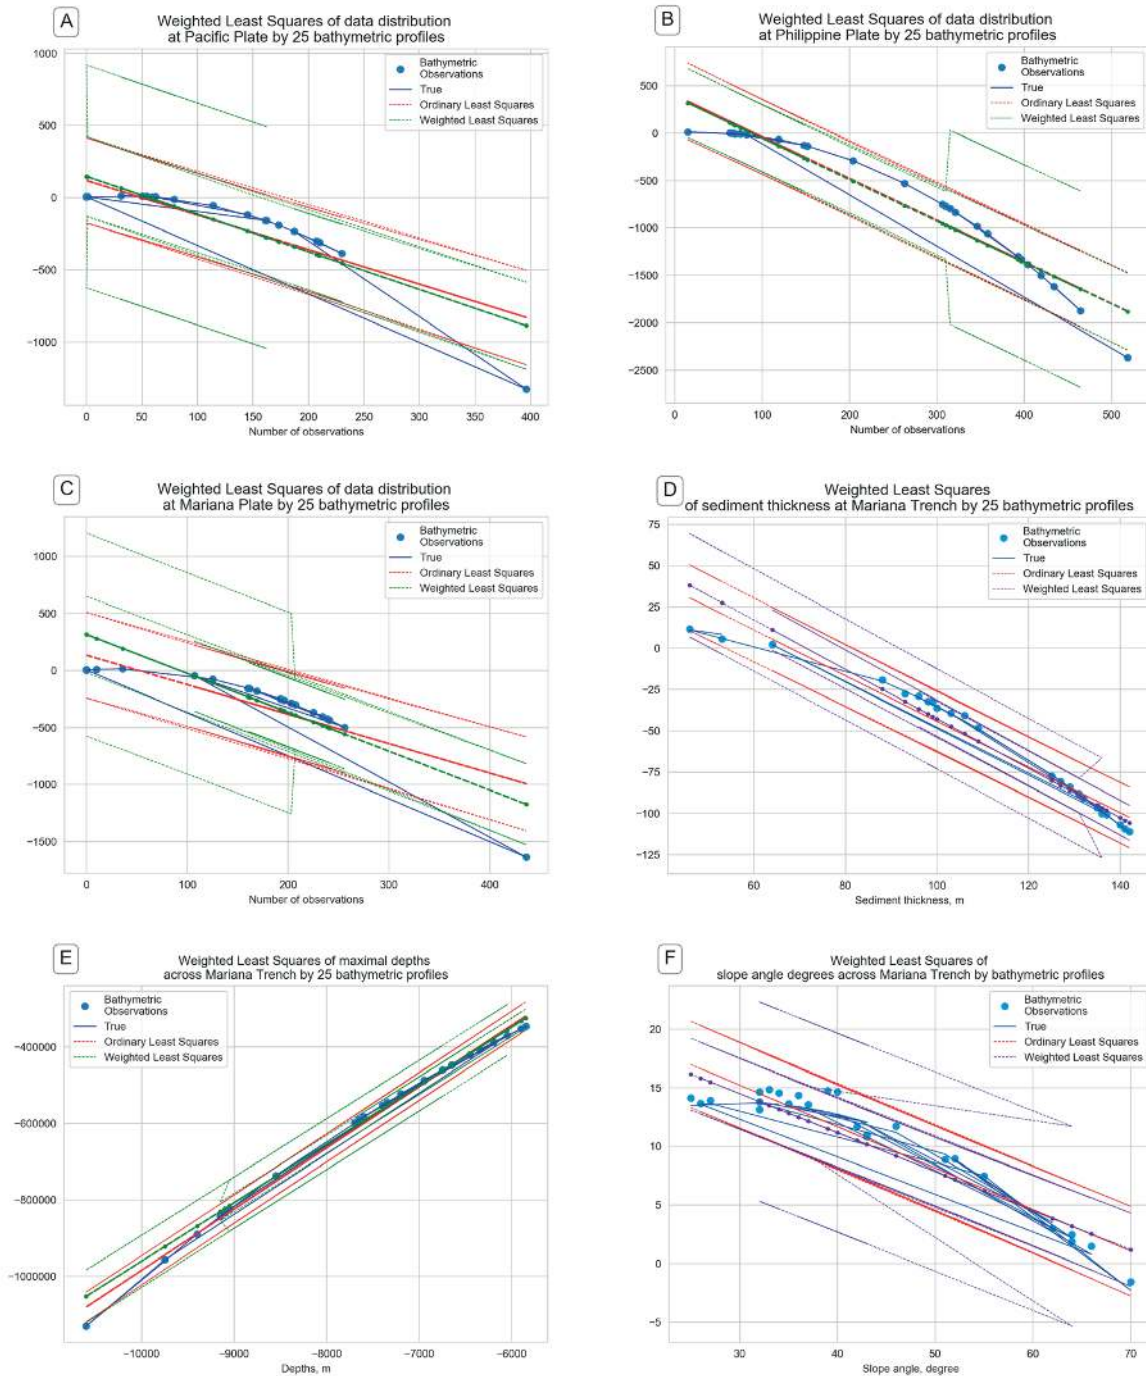 A
Weighted Least Squares of data distribution
at Pacific Plate by 25 bathymetric profiles
Bathymetric
Observations
True
Ordinary Least Squares
Weighted Least Squares
1000
500
0
−500
−1000
0 50 100 150 200 250 300 350 400
Number of observations
B
Weighted Least Squares of data distribution
at Philippine Plate by 25 bathymetric profiles
Bathymetric
Observations
True
Ordinary Least Squares
Weighted Least Squares
500
0
−500
−1000
−1500
−2000
−2500
0 100 200 300 400 500
Number of observations
C
Weighted Least Squares of data distribution
at Mariana Plate by 25 bathymetric profiles
Bathymetric
Observations
True
Ordinary Least Squares
Weighted Least Squares
1000
500
0
−500
−1000
−1500
0 100 200 300 400
Number of observations
D
Weighted Least Squares
of sediment thickness at Mariana Trench by 25 bathymetric profiles
Bathymetric
Observations
True
Ordinary Least Squares
Weighted Least Squares
75
50
25
0
−25
−50
−75
−100
−125
60 80 100 120 140
Sediment thickness, m
E
Weighted Least Squares of maximal depths
across Mariana Trench by 25 bathymetric profiles
Bathymetric
Observations
True
Ordinary Least Squares
Weighted Least Squares
−400000
−600000
−800000
−1000000
−10000 −9000 −8000 −7000 −6000
Depths, m
F
Weighted Least Squares of
slope angle degrees across Mariana Trench by bathymetric profiles
Bathymetric
Observations
True
Ordinary Least Squares
Weighted Least Squares
20
15
10
5
0
−5
30 40 50 60 70
Slope angle, degree